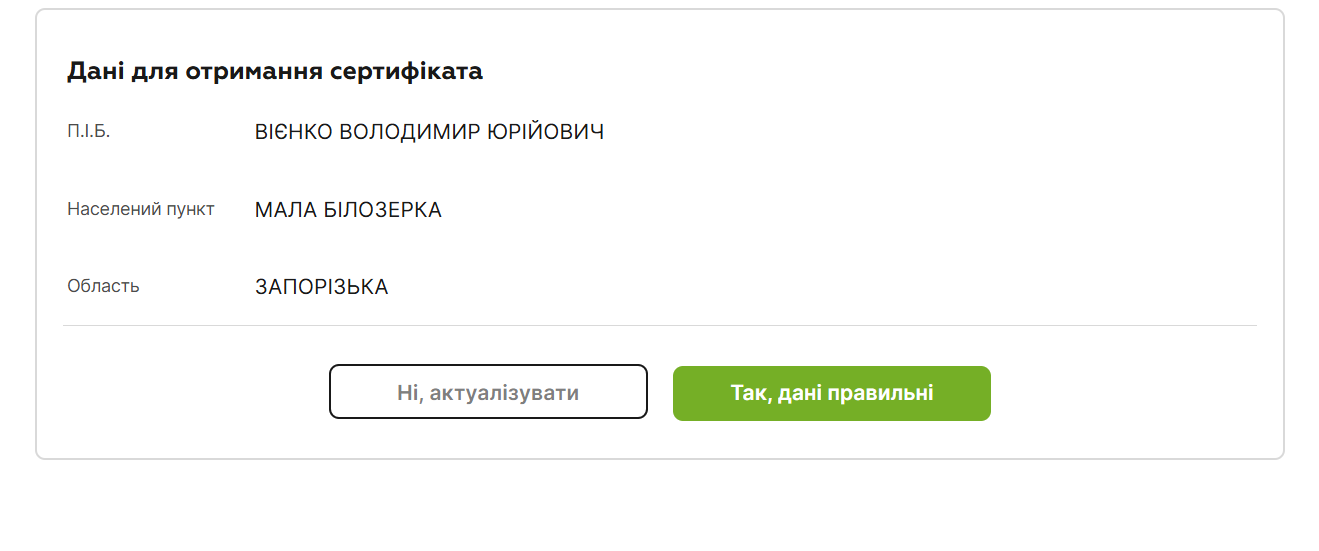 Дані для отримання сертифіката
П.І.Б. ВІЄНКО ВОЛОДИМИР ЮРІЙОВИЧ
Населений пункт МАЛА БІЛОЗЕРКА
Область ЗАПОРІЗЬКА
Ні, актуалізувати Так, дані правильні